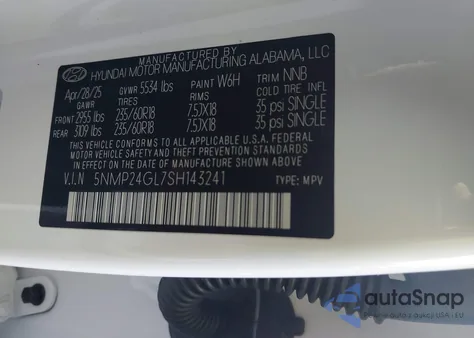 MANUFACTURED BY
HYUNDAI MOTOR MANUFACTURING ALABAMA, LLC
Apr/28/25 GVWR 5534 lbs PAINT W6H TRIM NNB
GAWR TIRES RIMS
FRONT 2955 lbs 235/60R18 7.5JX18 35 psi SINGLE
REAR 3109 lbs 235/60R18 7.5JX18 35 psi SINGLE
THIS VEHICLE CONFORMS TO ALL APPLICABLE U.S.A. FEDERAL
MOTOR VEHICLE SAFETY, BUMPER AND THEFT PREVENTION STANDARDS
IN EFFECT ON THE DATE OF MANUFACTURE SHOWN ABOVE.
V.I.N 5NMP24GL7SH143241 TYPE: MPV
autoSnap